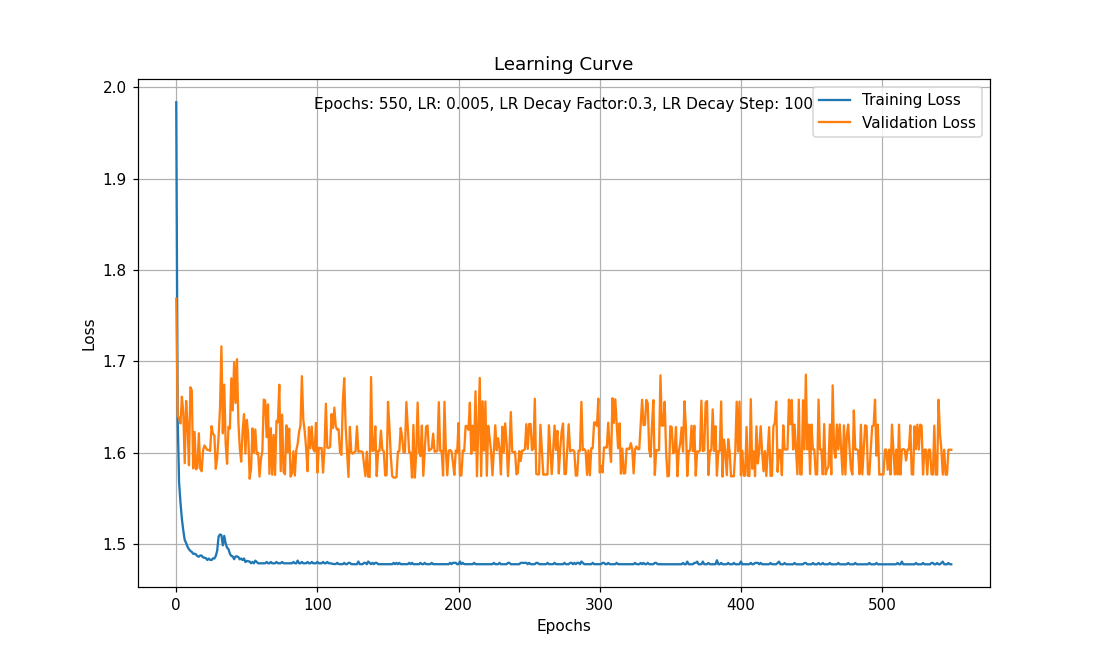 Learning Curve
Epochs: 550, LR: 0.005, LR Decay Factor:0.3, LR Decay Step: 100
Training Loss
Validation Loss
2.0
1.9
1.8
1.7
1.6
1.5
Loss
0 100 200 300 400 500
Epochs